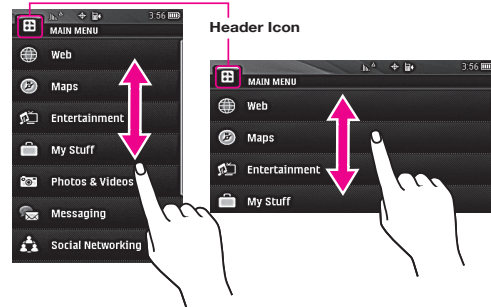 3:56
MAIN MENU
Web
Maps
Entertainment
My Stuff
Photos & Videos
Messaging
Social Networking
Header Icon
3:56
MAIN MENU
Web
Maps
Entertainment
My Stuff